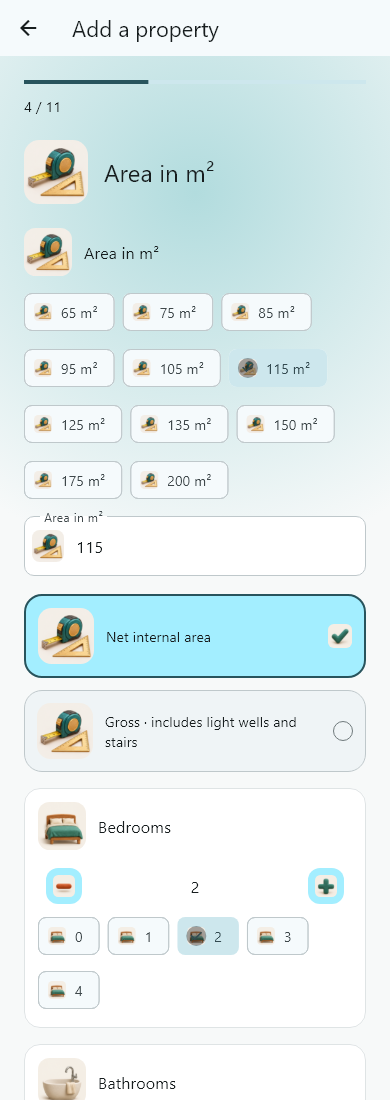 Add a property
4 / 11
Area in m²
Area in m²
65 m²
75 m²
85 m²
95 m²
105 m²
115 m²
125 m²
135 m²
150 m²
175 m²
200 m²
Area in m²
115
Net internal area
Gross · includes light wells and
stairs
Bedrooms
2
0
1
2
3
4
Bathrooms